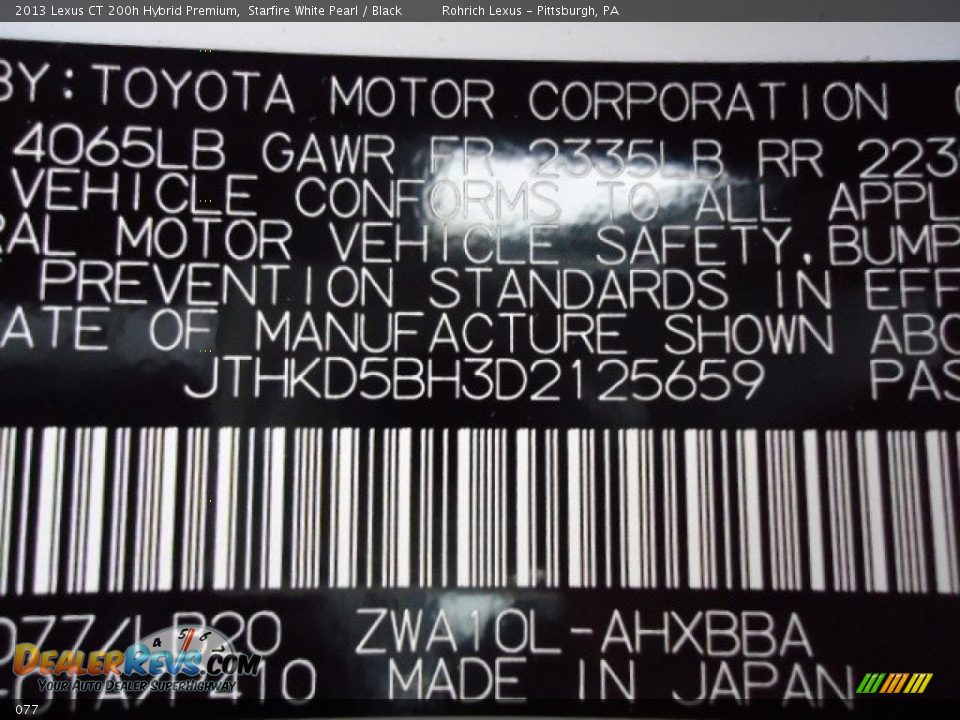 2013 Lexus CT 200h Hybrid Premium, Starfire White Pearl / Black Rohrich Lexus - Pittsburgh, PA
BY: TOYOTA MOTOR CORPORATION
4065LB GAWR FR 2335LB RR 223
VEHICLE CONFORMS TO ALL APPL
RAL MOTOR VEHICLE SAFETY, BUMP
PREVENTION STANDARDS IN EFF
ATE OF MANUFACTURE SHOWN ABO
JTHKD5BH3D2125659 PAS
077/LB20 ZWA10L-AHXBBA
MADE IN JAPAN
DEALERREVS.COM
YOUR AUTO DEALER SUPERHIGHWAY
077